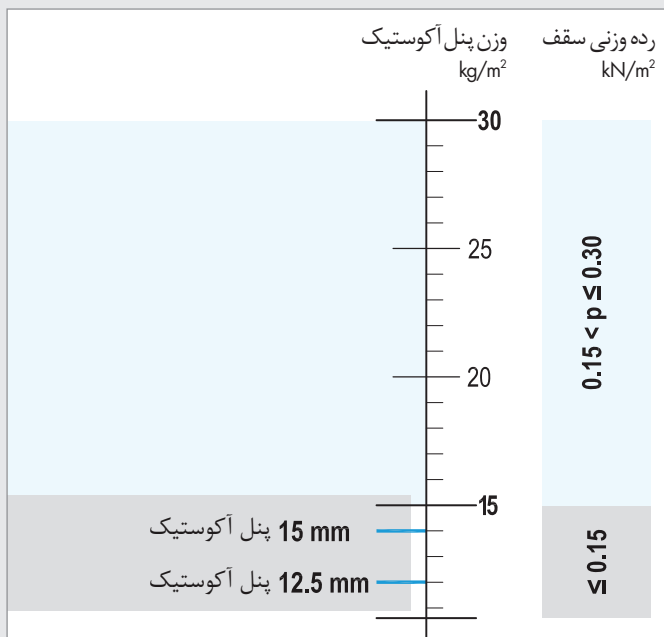 رده وزنی سقف
kN/m²
وزن پنل آکوستیک
kg/m²
30
25
20
15
0.15 < p ≤ 0.30
≤ 0.15
15 mm پنل آکوستیک
12.5 mm پنل آکوستیک